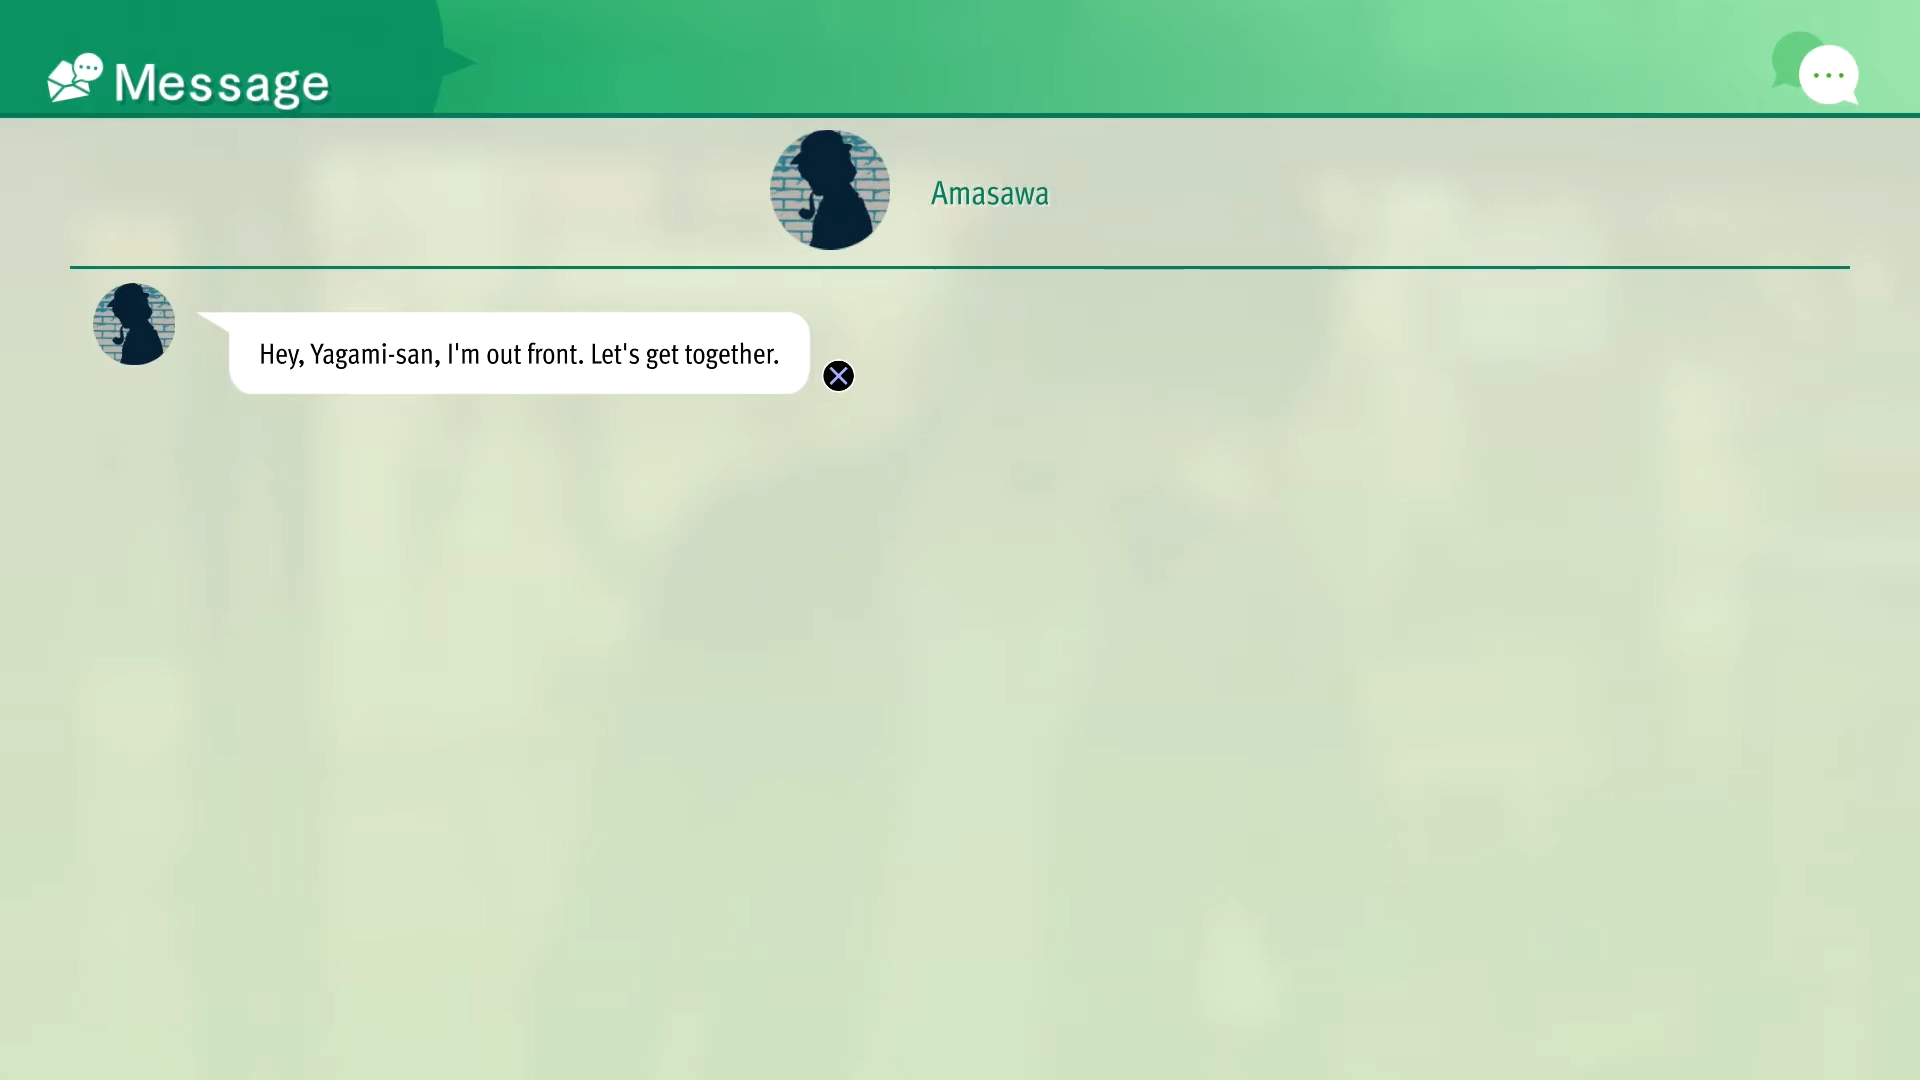 Message
Amasawa
Hey, Yagami-san, I'm out front. Let's get together.